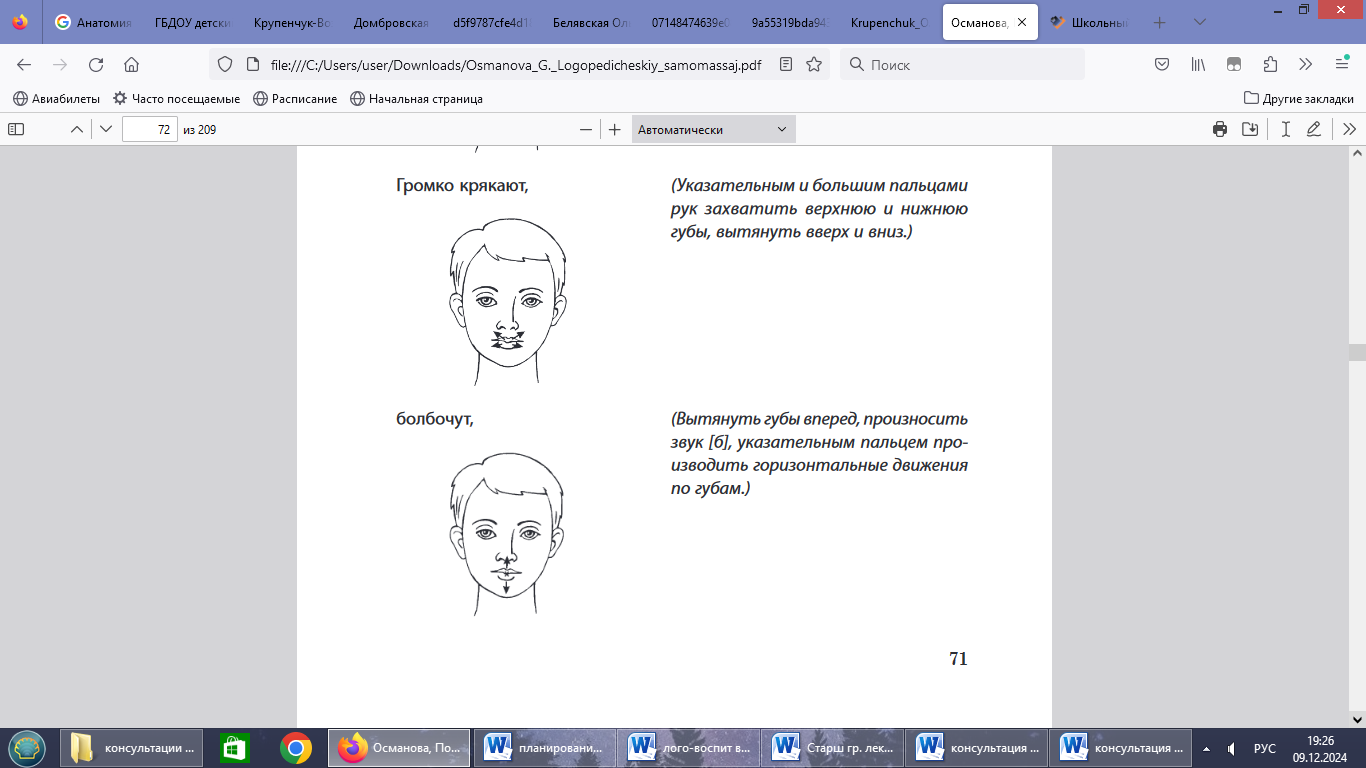 Анатомия
ГБДОУ детски
Крупенчук-Во
Домбровская
d5f9787cfe4d1
Белявская Ол
07148474639e0
9a55319bda943
Krupenchuk_O
Османова,
Школьный
file:///C:/Users/user/Downloads/Osmanova_G._Logopedicheskiy_samomassaj.pdf
Поиск
Авиабилеты
Часто посещаемые
Расписание
Начальная страница
Другие закладки
72
из 209
Автоматически
Громко крякают,
(Указательным и большим пальцами
рук захватить верхнюю и нижнюю
губы, вытянуть вверх и вниз.)
болбочут,
(Вытянуть губы вперед, произносить
звук [б], указательным пальцем про-
изводить горизонтальные движения
по губам.)
71
консультации ...
Османова, По...
планировани...
лого-воспит в...
Старш гр. лек...
консультация ...
консультация ...
РУС
19:26
09.12.2024